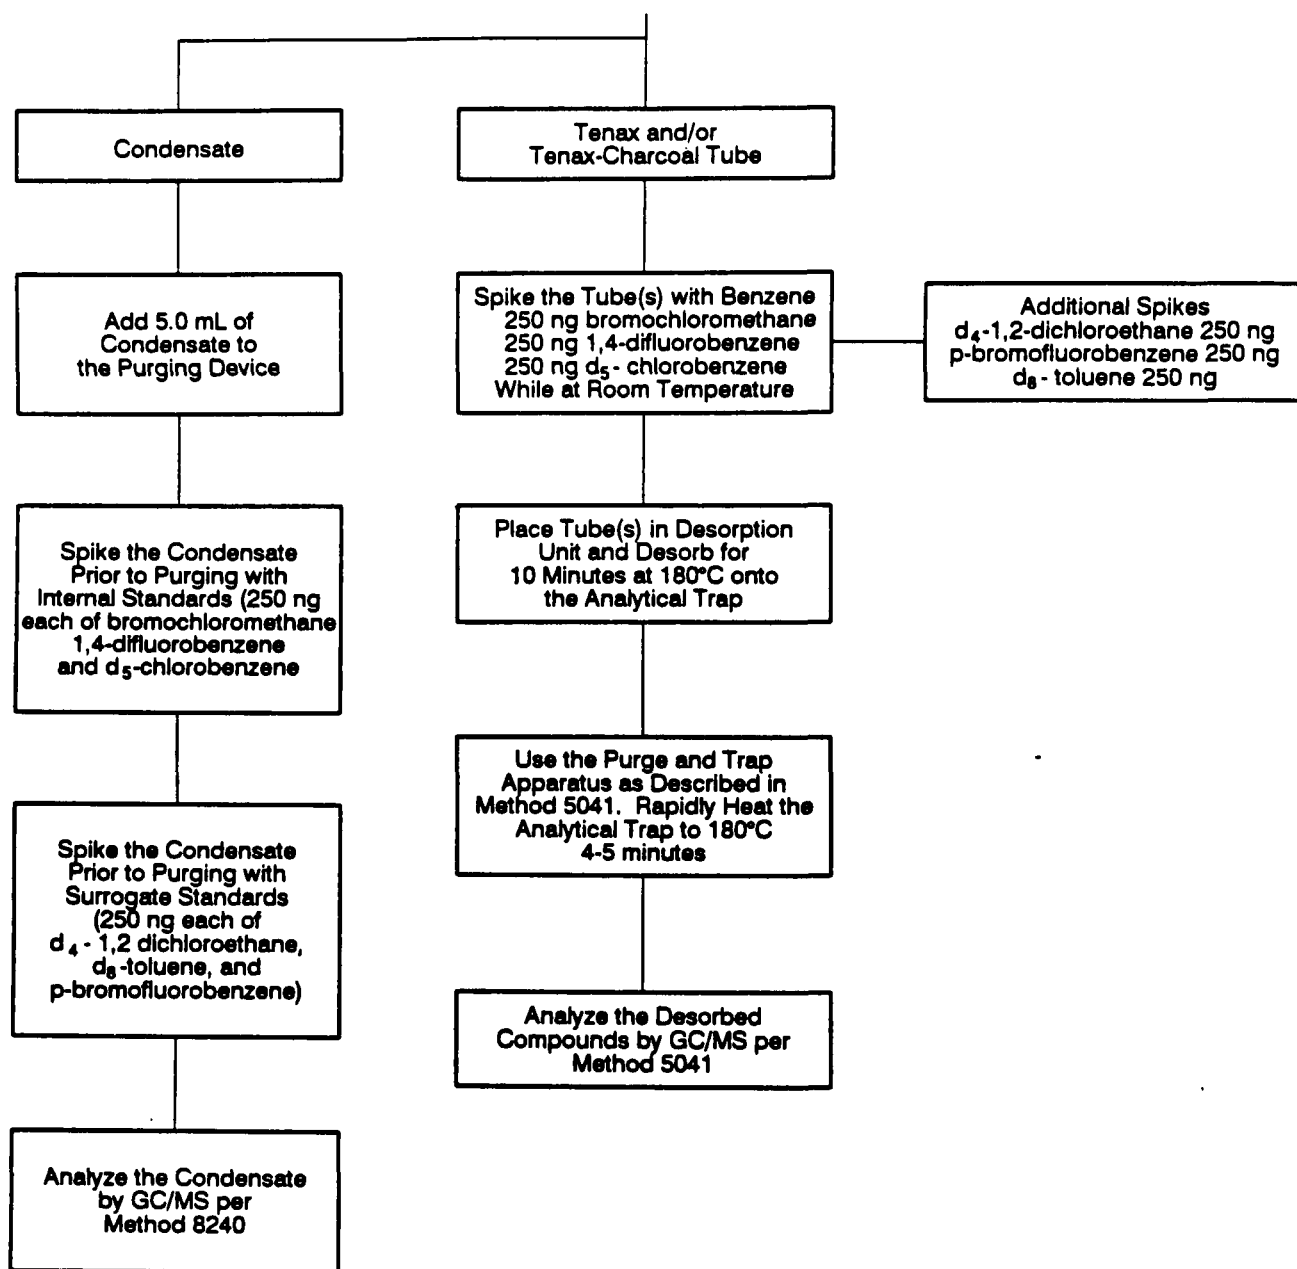 Condensate
Add 5.0 mL of
Condensate to
the Purging Device
Spike the Condensate
Prior to Purging with
Internal Standards (250 ng
each of bromochloromethane
1,4-difluorobenzene
and d₅-chlorobenzene
Spike the Condensate
Prior to Purging with
Surrogate Standards
(250 ng each of
d₄ - 1,2 dichloroethane,
d₈-toluene, and
p-bromofluorobenzene)
Analyze the Condensate
by GC/MS per
Method 8240
Tenax and/or
Tenax-Charcoal Tube
Spike the Tube(s) with Benzene
250 ng bromochloromethane
250 ng 1,4-difluorobenzene
250 ng d₅- chlorobenzene
While at Room Temperature
Additional Spikes
d₄-1,2-dichloroethane 250 ng
p-bromofluorobenzene 250 ng
d₈- toluene 250 ng
Place Tube(s) in Desorption
Unit and Desorb for
10 Minutes at 180°C onto
the Analytical Trap
Use the Purge and Trap
Apparatus as Described in
Method 5041. Rapidly Heat the
Analytical Trap to 180°C
4-5 minutes
Analyze the Desorbed
Compounds by GC/MS per
Method 5041